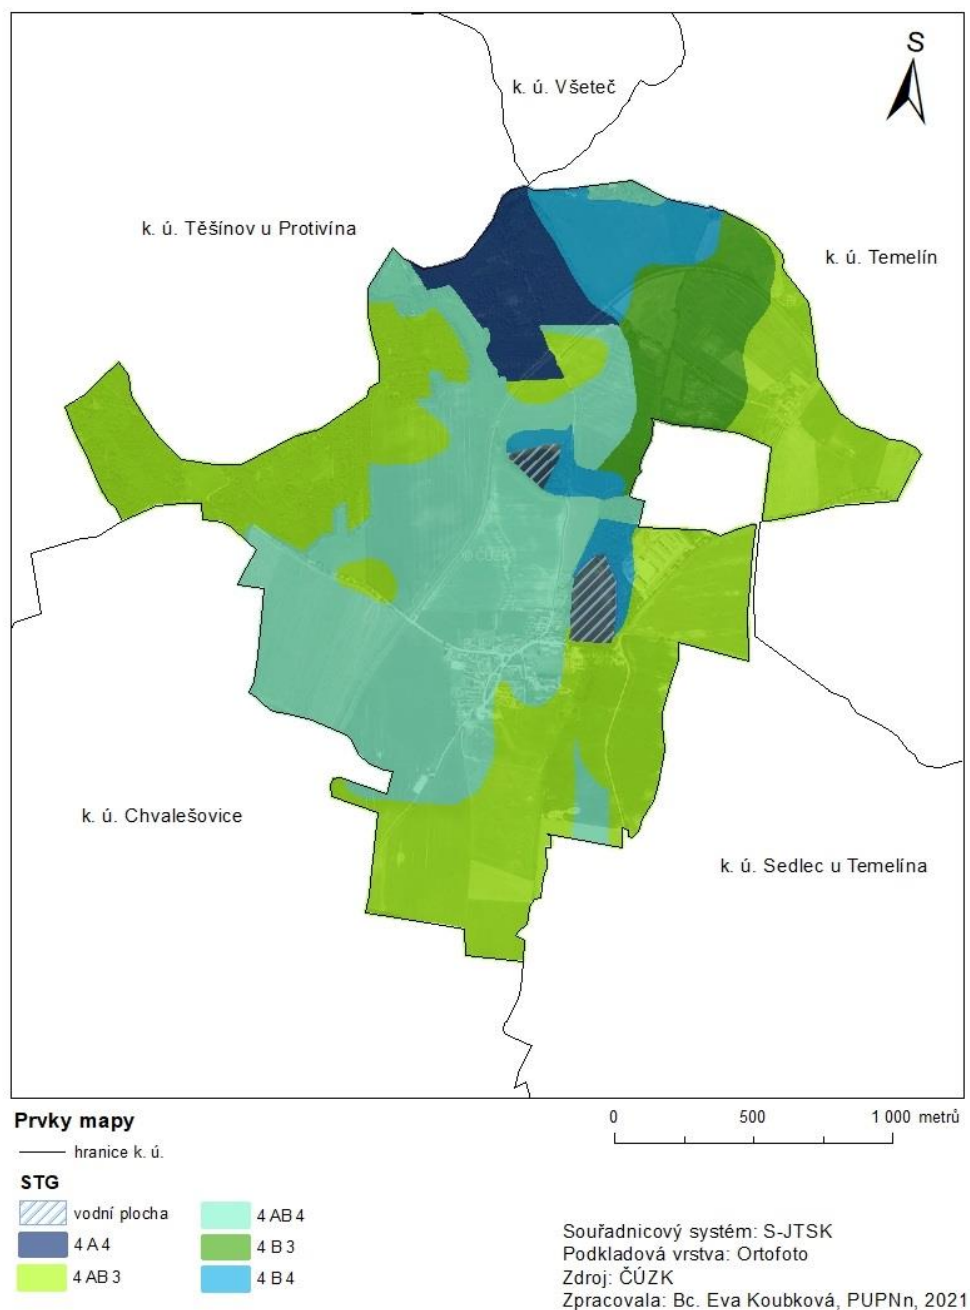 S
k. ú. Všeteč
k. ú. Těšínov u Protivína
k. ú. Temelín
k. ú. Chvalešovice
k. ú. Sedlec u Temelína
Prvky mapy
hranice k. ú.
STG
vodní plocha
4 A 4
4 AB 3
4 AB 4
4 B 3
4 B 4
0 500 1 000 metrů
Souřadnicový systém: S-JTSK
Podkladová vrstva: Ortofoto
Zdroj: ČÚZK
Zpracovala: Bc. Eva Koubková, PUPNn, 2021